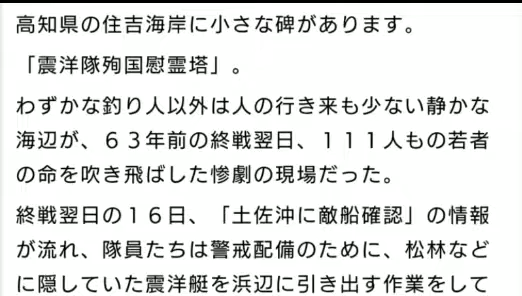 高知県の住吉海岸に小さな碑があります。
「震洋隊殉国慰霊塔」。
わずかな釣り人以外は人の行き来も少ない静かな
海辺が、６３年前の終戦翌日、１１１人もの若者
の命を吹き飛ばした惨劇の現場だった。
終戦翌日の１６日、「土佐沖に敵船確認」の情報
が流れ、隊員たちは警戒配備のために、松林など
に隠していた震洋艇を浜辺に引き出す作業をして